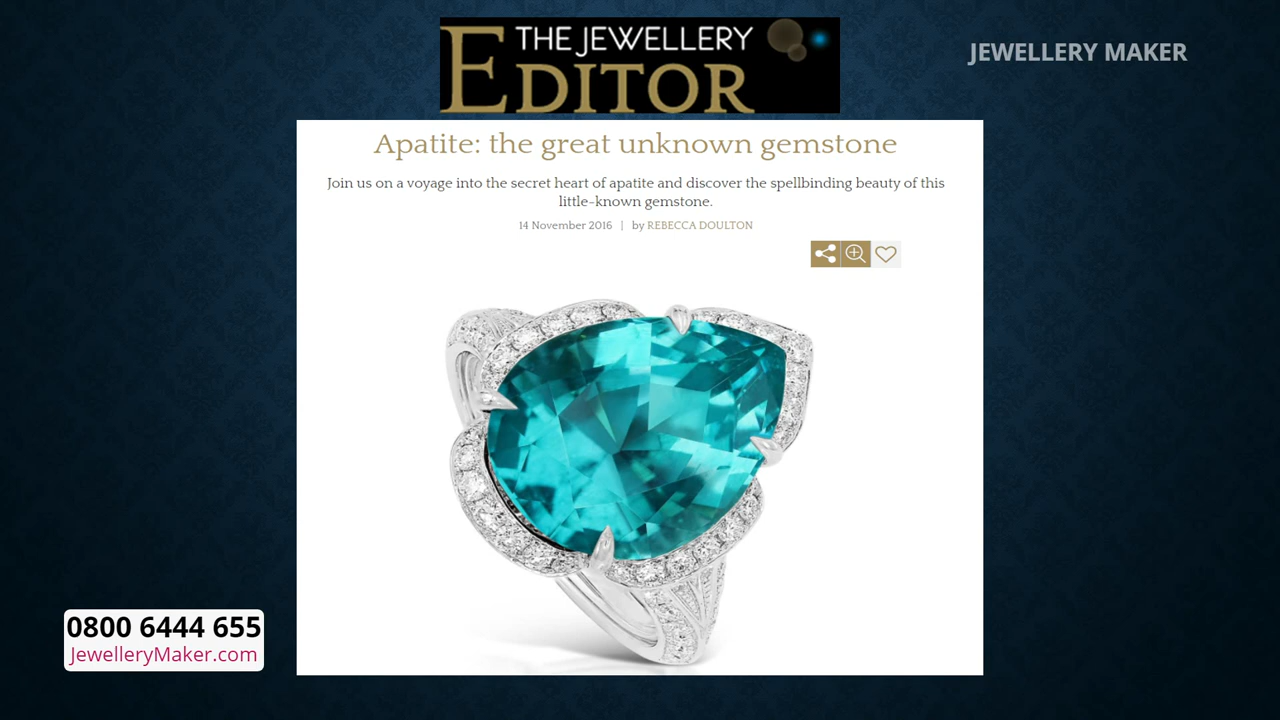 THE JEWELLERY
EDITOR
JEWELLERY MAKER
Apatite: the great unknown gemstone
Join us on a voyage into the secret heart of apatite and discover the spellbinding beauty of this
little-known gemstone.
14 November 2016 | by REBECCA DOULTON
0800 6444 655
JewelleryMaker.com